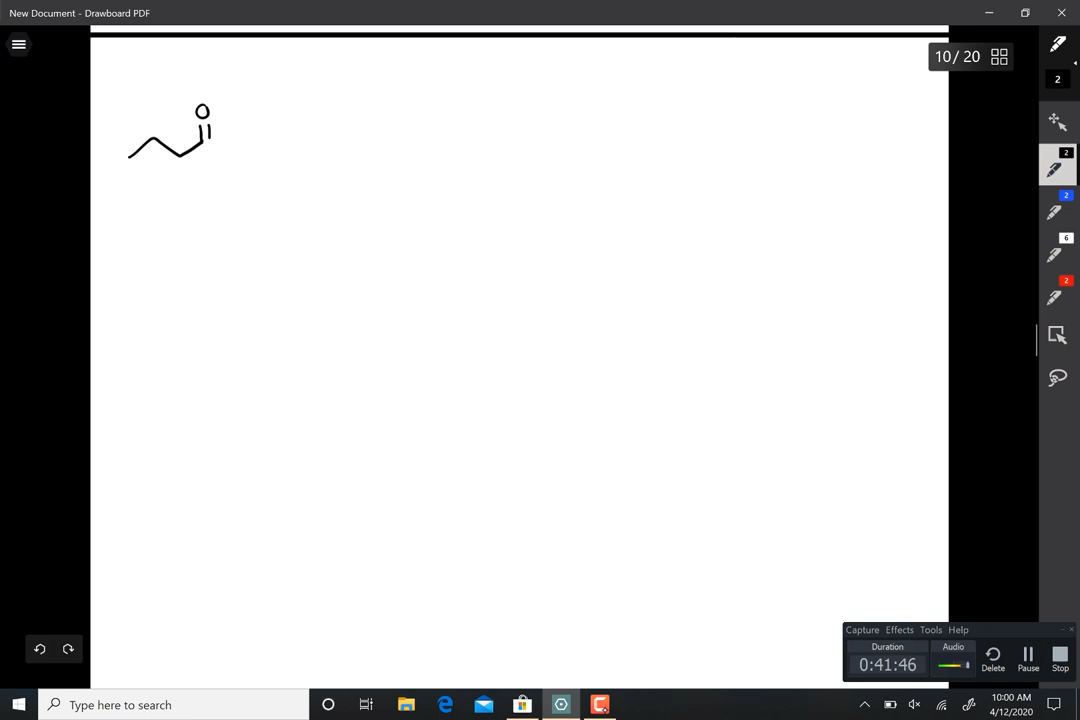 New Document - Drawboard PDF
10 / 20
2
2
2
6
2
O
Capture Effects Tools Help
Duration
Audio
0:41:46
Delete
Pause
Stop
Type here to search
10:00 AM
4/12/2020